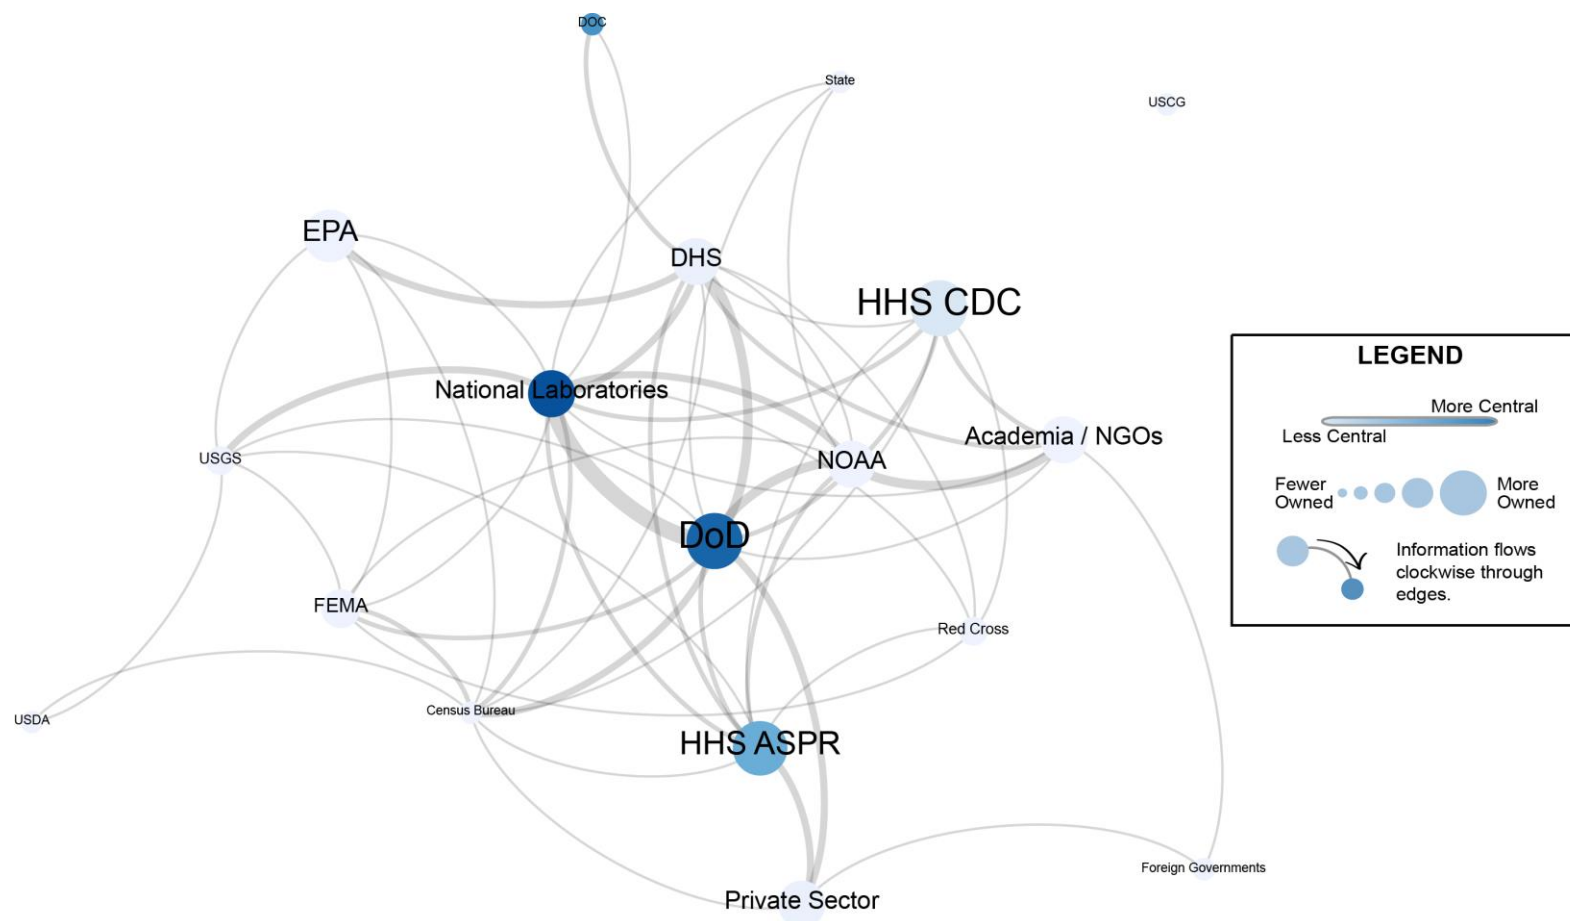 DOC
State
USCG
EPA
DHS
HHS CDC
National Laboratories
Academia / NGOs
USGS
NOAA
DoD
FEMA
Red Cross
Census Bureau
USDA
HHS ASPR
Foreign Governments
Private Sector
LEGEND
More Central
Less Central
Fewer
Owned
More
Owned
Information flows
clockwise through
edges.